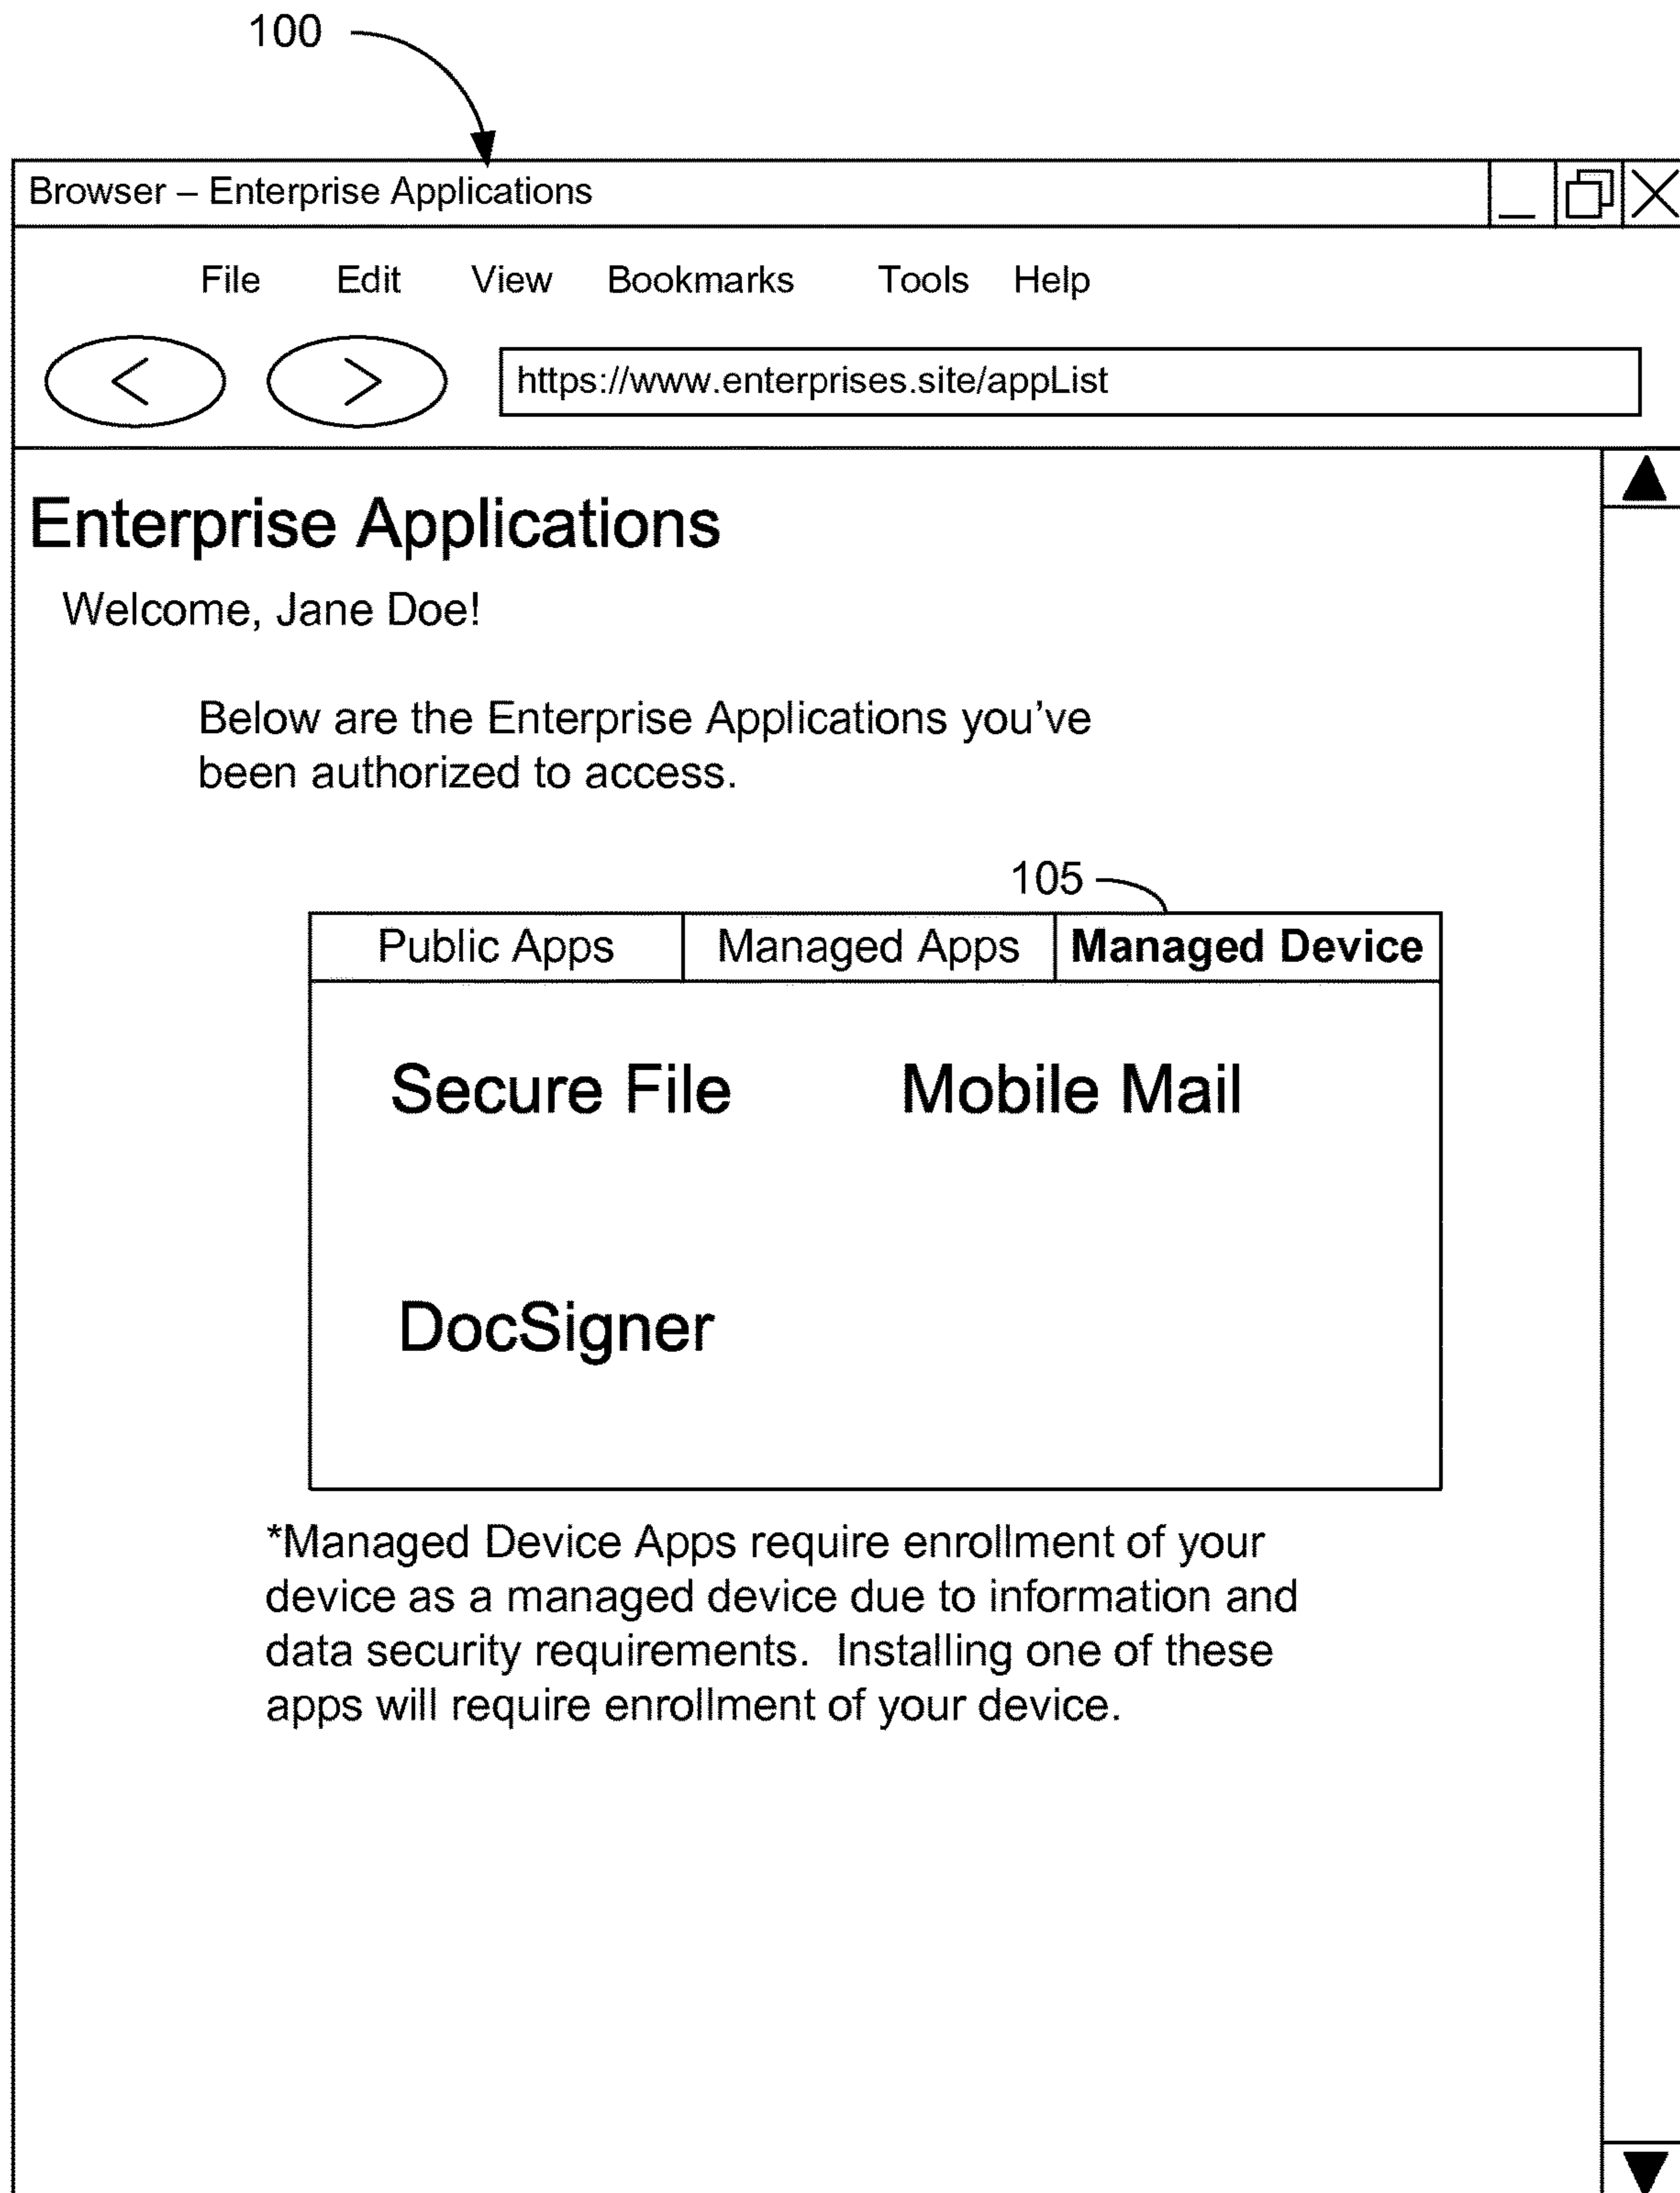 100
Browser – Enterprise Applications
File Edit View Bookmarks Tools Help
< > https://www.enterprises.site/appList
Enterprise Applications
Welcome, Jane Doe!
Below are the Enterprise Applications you've
been authorized to access.
105
Public Apps Managed Apps Managed Device
Secure File Mobile Mail
DocSigner
*Managed Device Apps require enrollment of your
device as a managed device due to information and
data security requirements. Installing one of these
apps will require enrollment of your device.